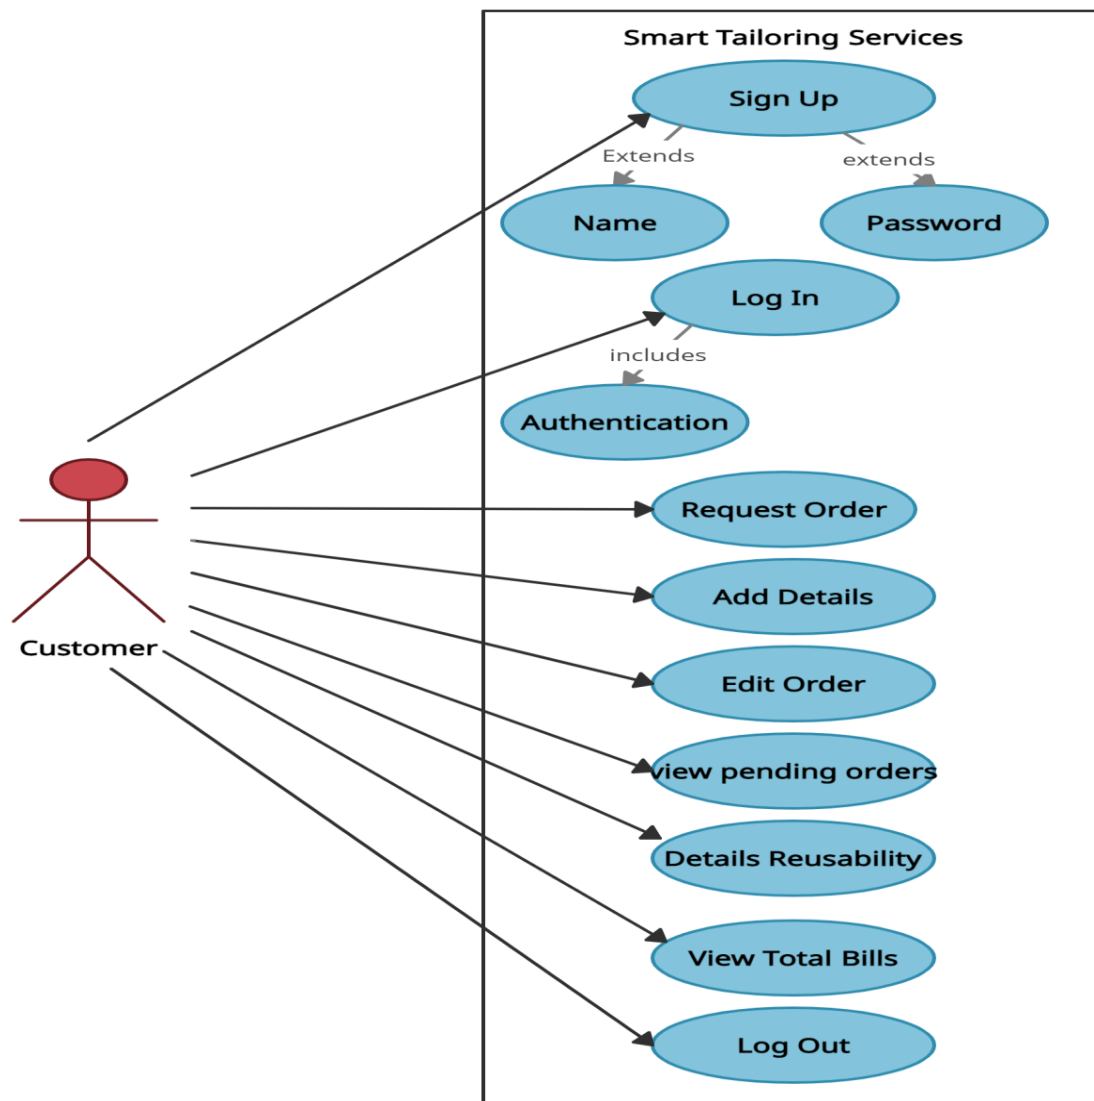 Smart Tailoring Services
Sign Up
Extends
extends
Name
Password
Log In
includes
Authentication
Request Order
Add Details
Edit Order
Customer
view pending orders
Details Reusability
View Total Bills
Log Out